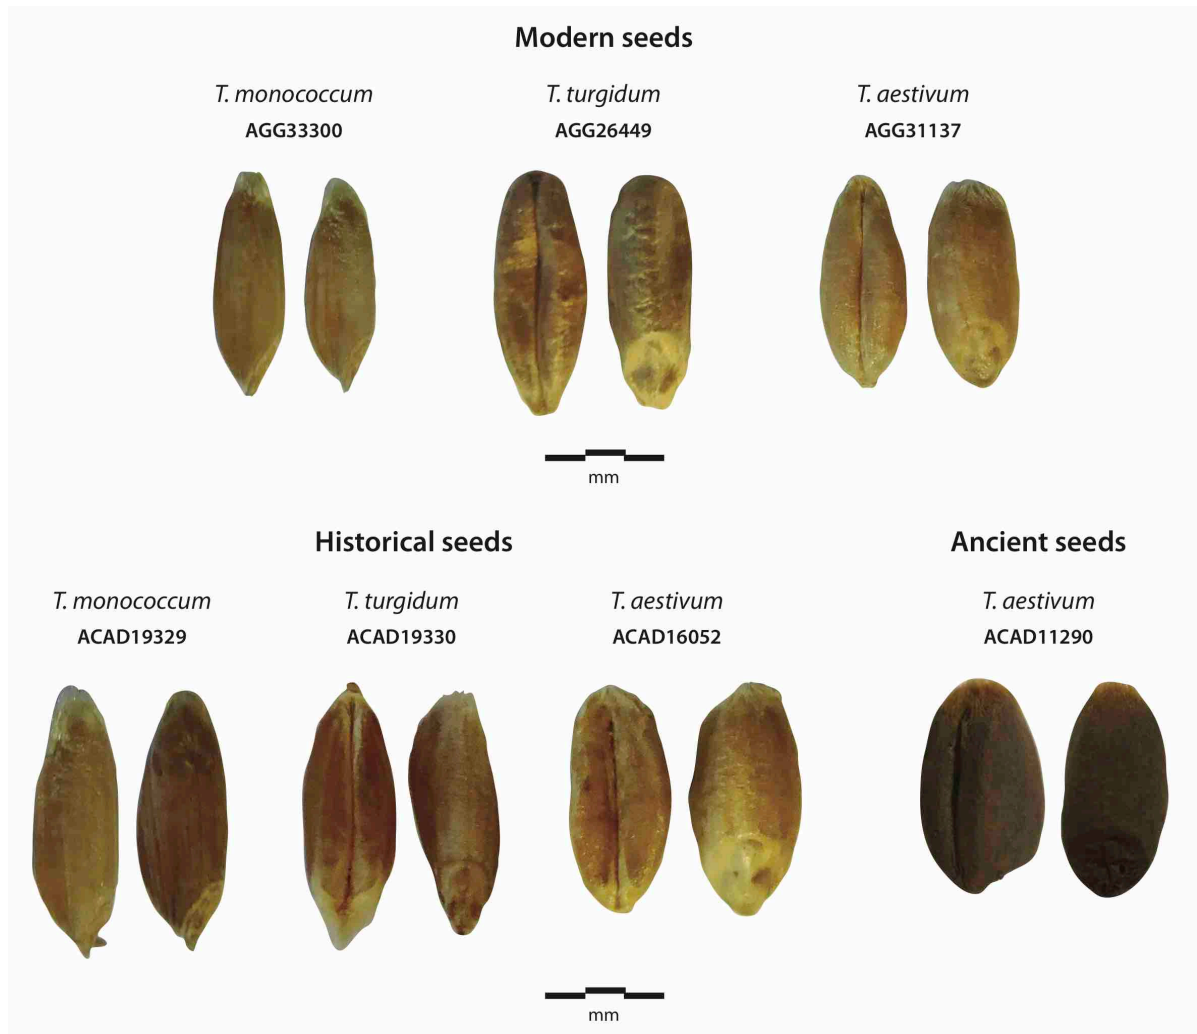 Modern seeds
T. monococcum
AGG33300
T. turgidum
AGG26449
T. aestivum
AGG31137
mm
Historical seeds
T. monococcum
ACAD19329
T. turgidum
ACAD19330
T. aestivum
ACAD16052
Ancient seeds
T. aestivum
ACAD11290
mm